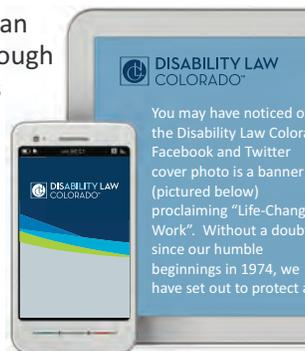 an
ough
DISABILITY LAW
COLORADO™
You may have noticed o
the Disability Law Colora
Facebook and Twitter
cover photo is a banner
(pictured below)
proclaiming "Life-Chang
Work". Without a doub
since our humble
beginnings in 1974, we
have set out to protect a
DISABILITY LAW
COLORADO™